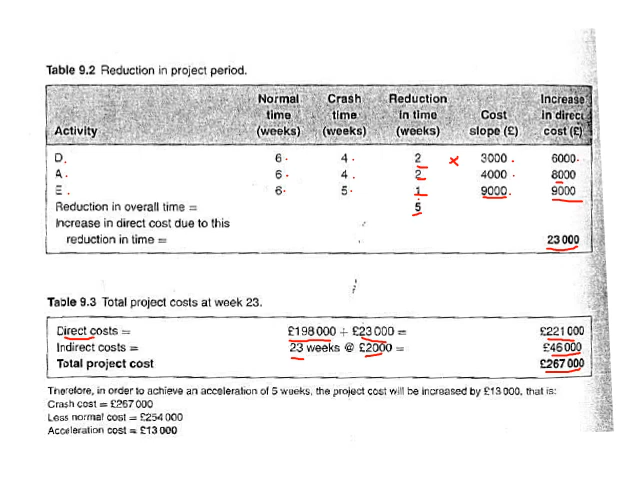 Table 9.2 Reduction in project period.
Activity Normal time (weeks) Crash time (weeks) Reduction in time (weeks) Cost slope (£) Increase in direct cost (£)
D. 6 4 2 × 3000 6000
A. 6 4 2 4000 8000
E. 6 5 1 9000 9000
Reduction in overall time = 5
Increase in direct cost due to this
reduction in time = 23 000
Table 9.3 Total project costs at week 23.
Direct costs = £198 000 + £23 000 = £221 000
Indirect costs = 23 weeks @ £2000 = £46 000
Total project cost £267 000
Therefore, in order to achieve an acceleration of 5 weeks, the project cost will be increased by £13 000, that is:
Crash cost = £267 000
Less normal cost = £254 000
Acceleration cost = £13 000